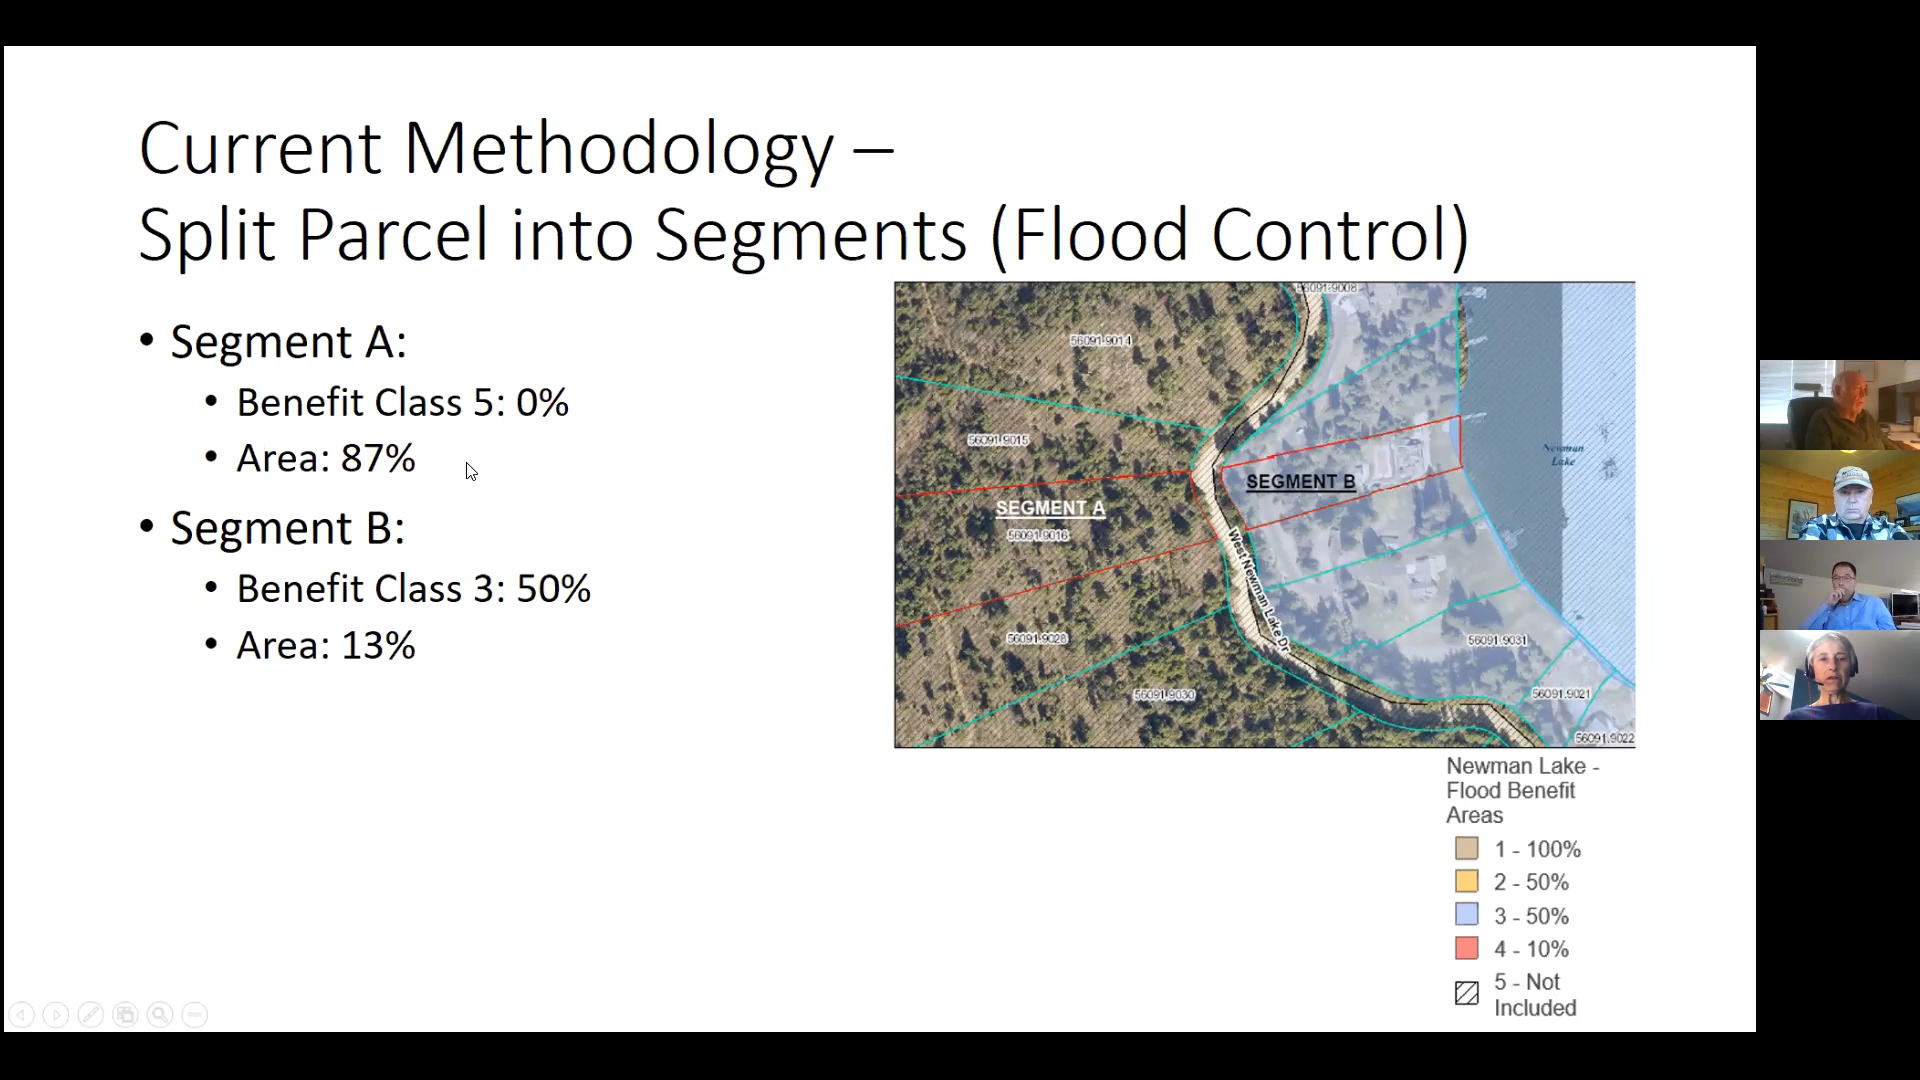 Current Methodology –
Split Parcel into Segments (Flood Control)
• Segment A:
• Benefit Class 5: 0%
• Area: 87%
• Segment B:
• Benefit Class 3: 50%
• Area: 13%
56091.9008
56091.9014
56091.9015
Newman
Lake
SEGMENT B
SEGMENT A
56091.9016
West Newman Lake Dr
56091.9028
56091.9031
56091.9030
56091.9021
56091.9022
Newman Lake -
Flood Benefit
Areas
1 - 100%
2 - 50%
3 - 50%
4 - 10%
5 - Not
Included